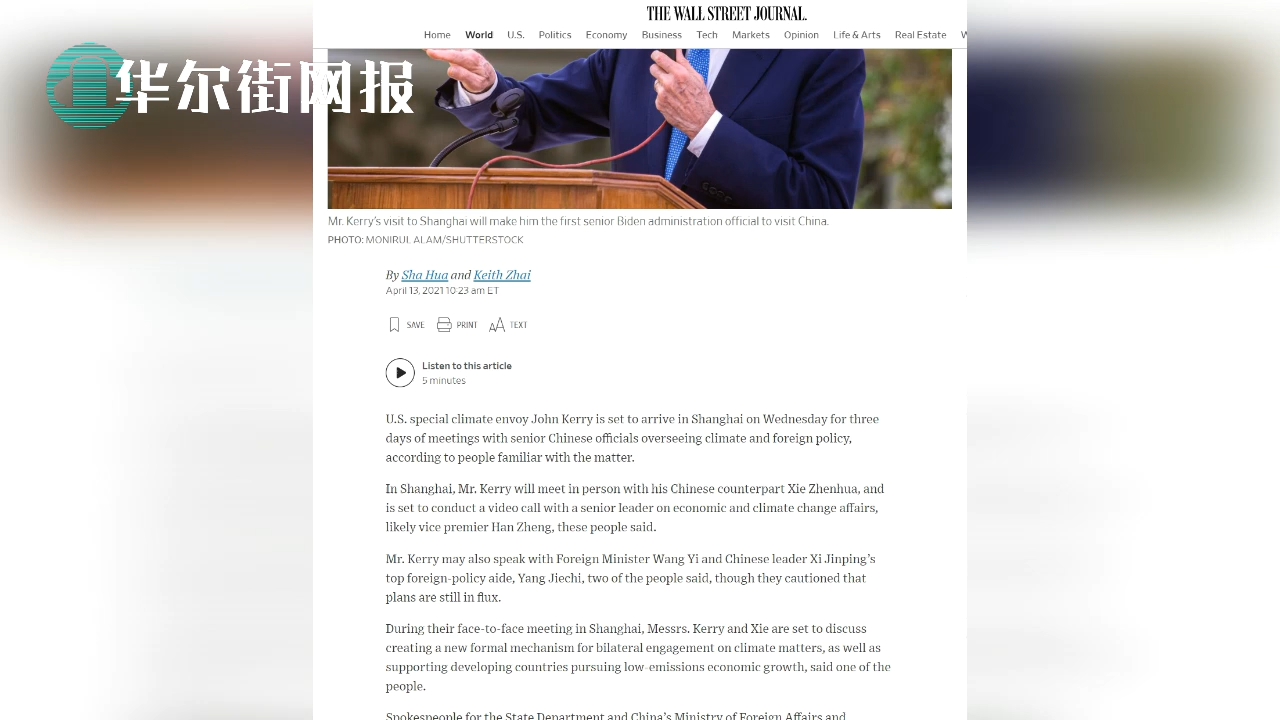 THE WALL STREET JOURNAL.
Home World U.S. Politics Economy Business Tech Markets Opinion Life & Arts Real Estate
华尔街网报
Mr. Kerry's visit to Shanghai will make him the first senior Biden administration official to visit China.
PHOTO: MONIRUL ALAM/SHUTTERSTOCK
By Sha Hua and Keith Zhai
April 13, 2021 10:23 am ET
SAVE PRINT TEXT
Listen to this article
5 minutes
U.S. special climate envoy John Kerry is set to arrive in Shanghai on Wednesday for three
days of meetings with senior Chinese officials overseeing climate and foreign policy,
according to people familiar with the matter.
In Shanghai, Mr. Kerry will meet in person with his Chinese counterpart Xie Zhenhua, and
is set to conduct a video call with a senior leader on economic and climate change affairs,
likely vice premier Han Zheng, these people said.
Mr. Kerry may also speak with Foreign Minister Wang Yi and Chinese leader Xi Jinping's
top foreign-policy aide, Yang Jiechi, two of the people said, though they cautioned that
plans are still in flux.
During their face-to-face meeting in Shanghai, Messrs. Kerry and Xie are set to discuss
creating a new formal mechanism for bilateral engagement on climate matters, as well as
supporting developing countries pursuing low-emissions economic growth, said one of the
people.
Spokespeople for the State Department and China's Ministry of Foreign Affairs and